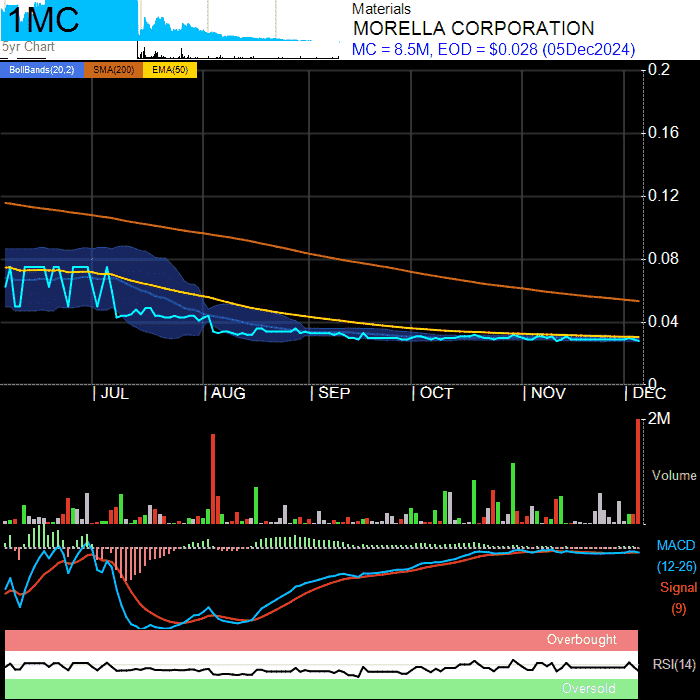 1MC
5yr Chart
Materials
MORELLA CORPORATION
MC = 8.5M, EOD = $0.028 (05Dec2024)
BollBands(20,2) SMA(200) EMA(50)
0.2
0.16
0.12
0.08
0.04
0
| JUL | AUG | SEP | OCT | NOV | DEC
2M
Volume
MACD
(12-26)
Signal
(9)
Overbought
RSI(14)
Oversold